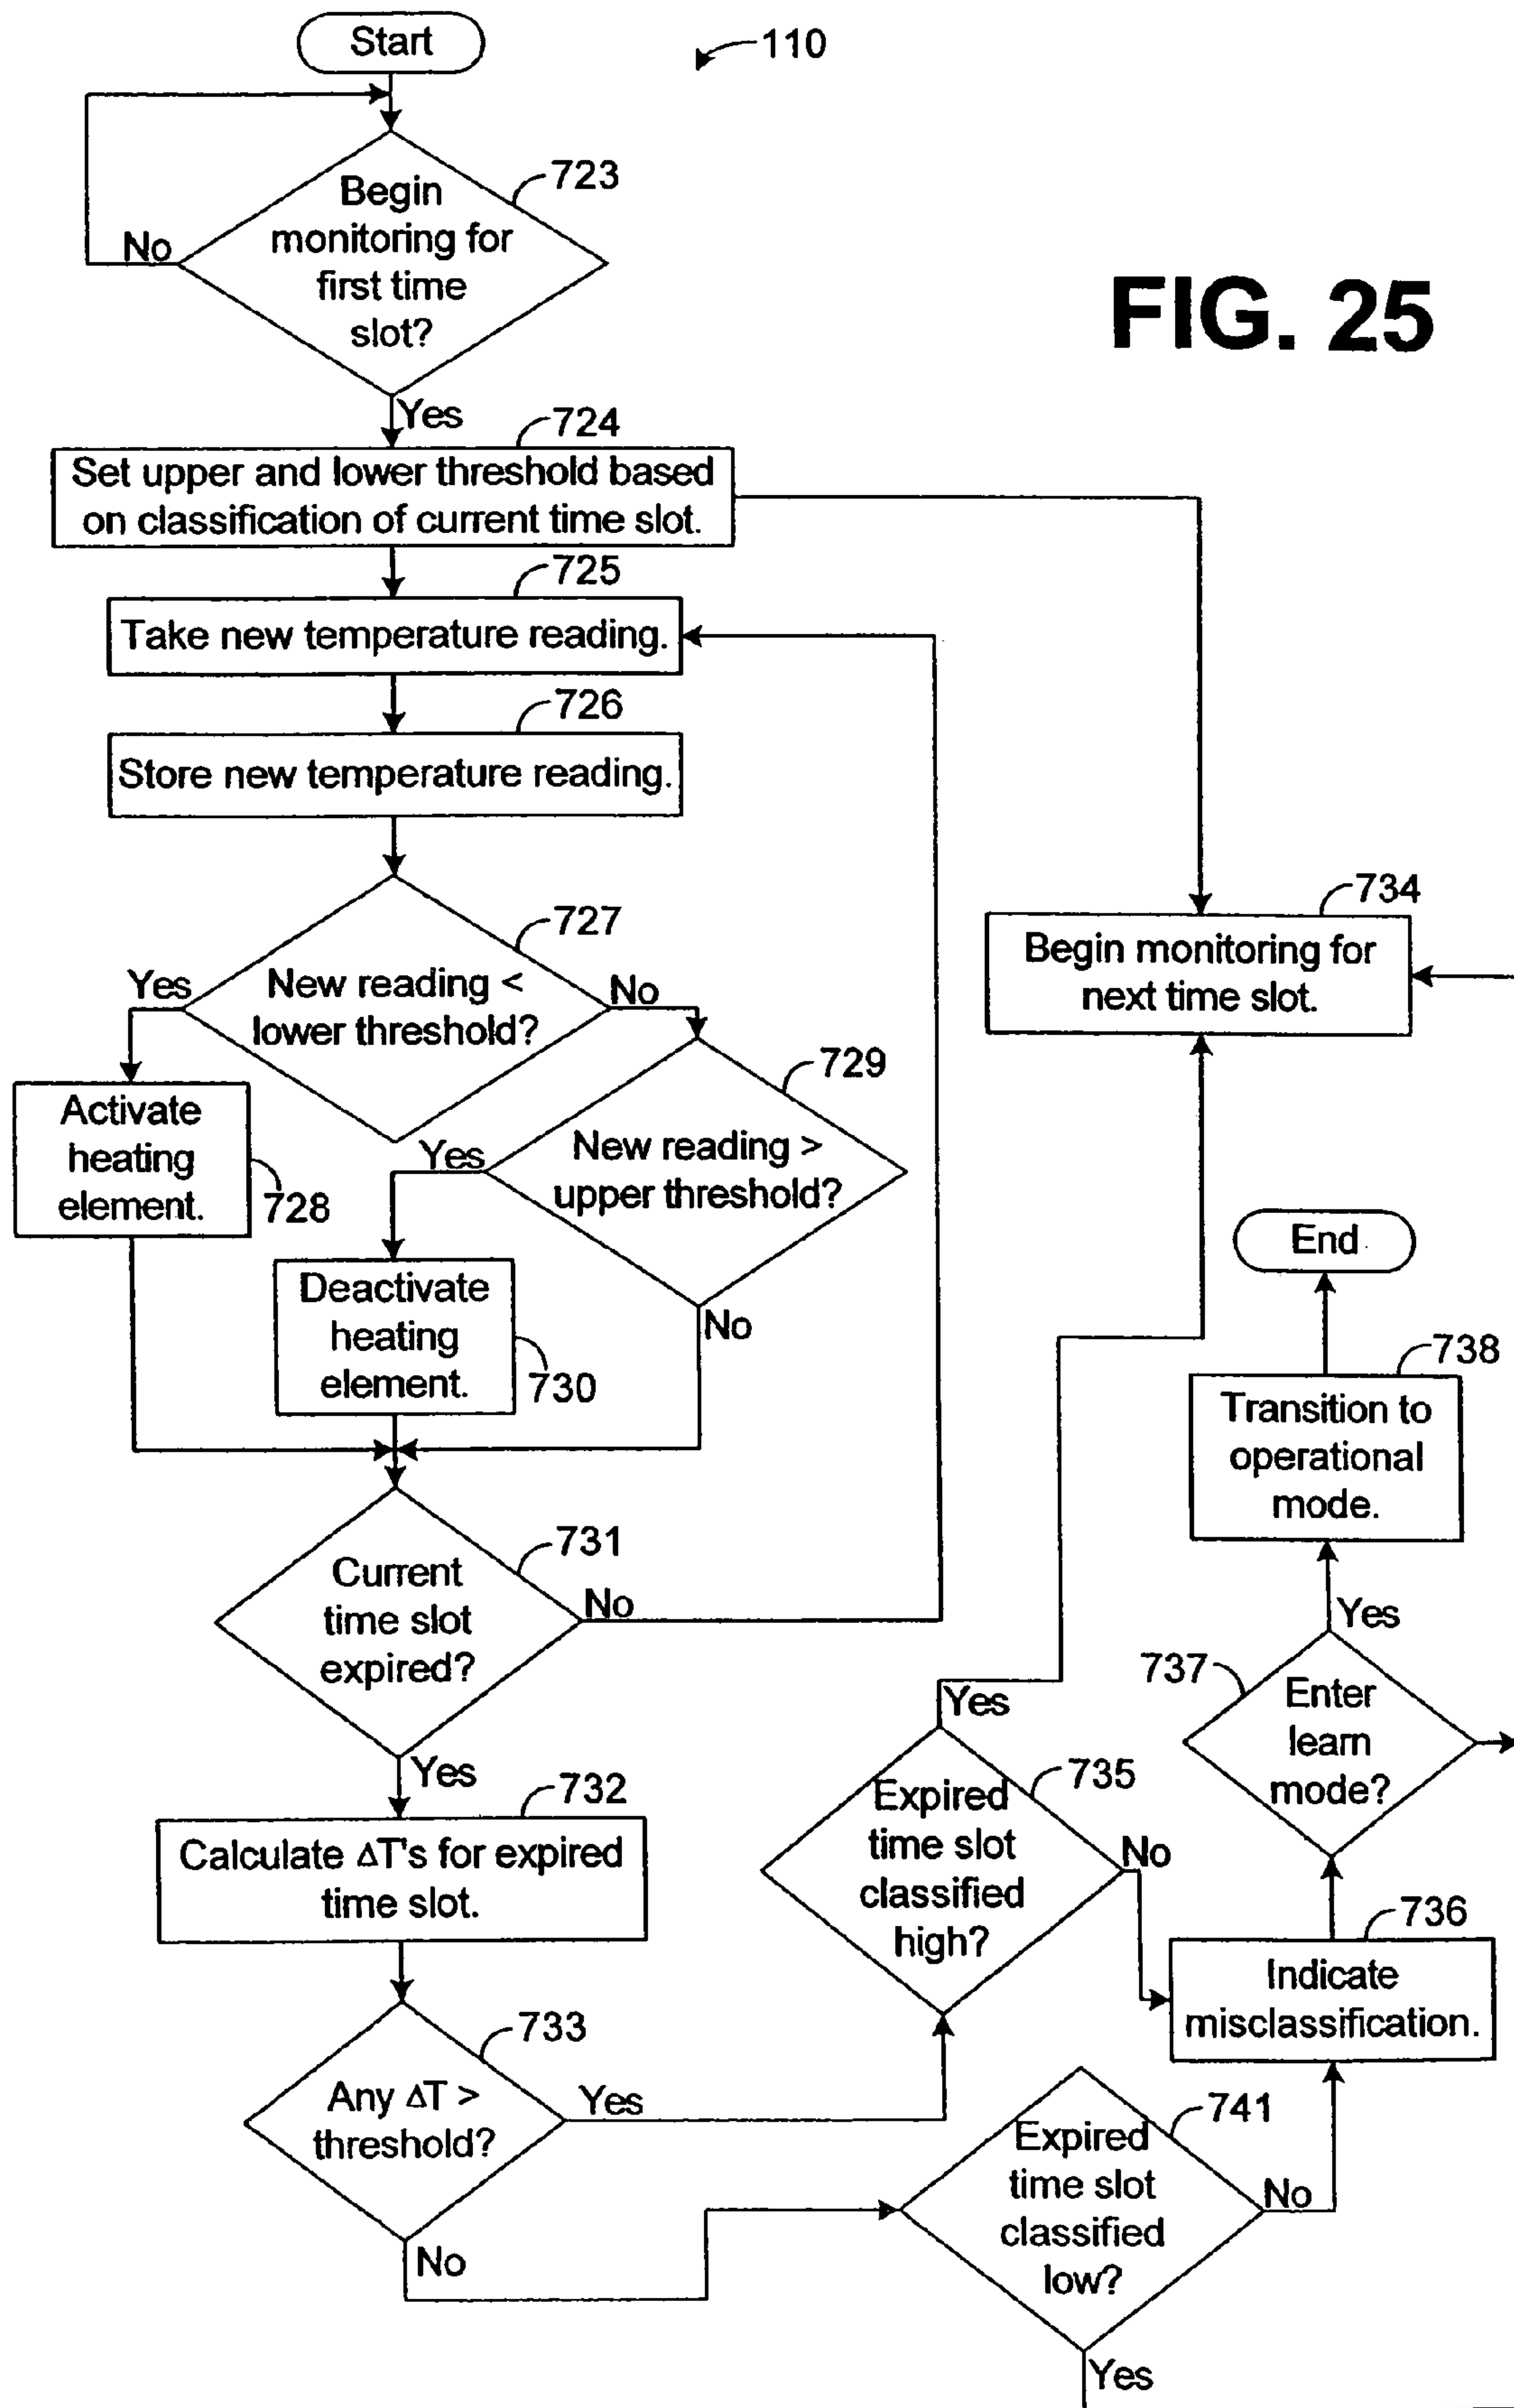 Start
110
723
Begin
monitoring for
first time
slot?
No
FIG. 25
Yes
724
Set upper and lower threshold based
on classification of current time slot.
725
Take new temperature reading.
726
Store new temperature reading.
727
New reading <
lower threshold?
Yes
No
734
Begin monitoring for
next time slot.
729
New reading >
upper threshold?
Yes
No
Activate
heating
element.
728
Deactivate
heating
element.
730
End
738
Transition to
operational
mode.
731
Current
time slot
expired?
No
Yes
Yes
737
Enter
learn
mode?
Yes
735
Expired
time slot
classified
high?
No
732
Calculate ΔT's for expired
time slot.
736
Indicate
misclassification.
733
Any ΔT >
threshold?
Yes
No
741
Expired
time slot
classified
low?
No
Yes